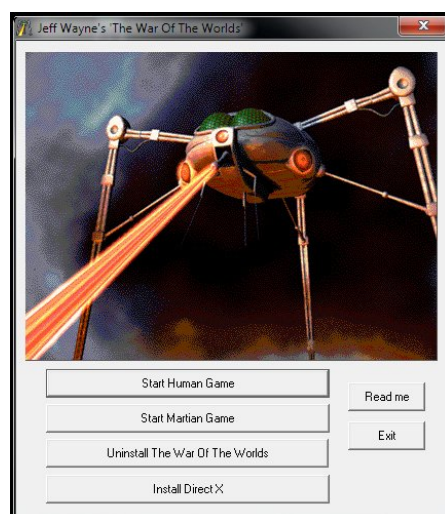 Jeff Wayne's 'The War Of The Worlds'
Start Human Game
Read me
Start Martian Game
Exit
Uninstall The War Of The Worlds
Install Direct X